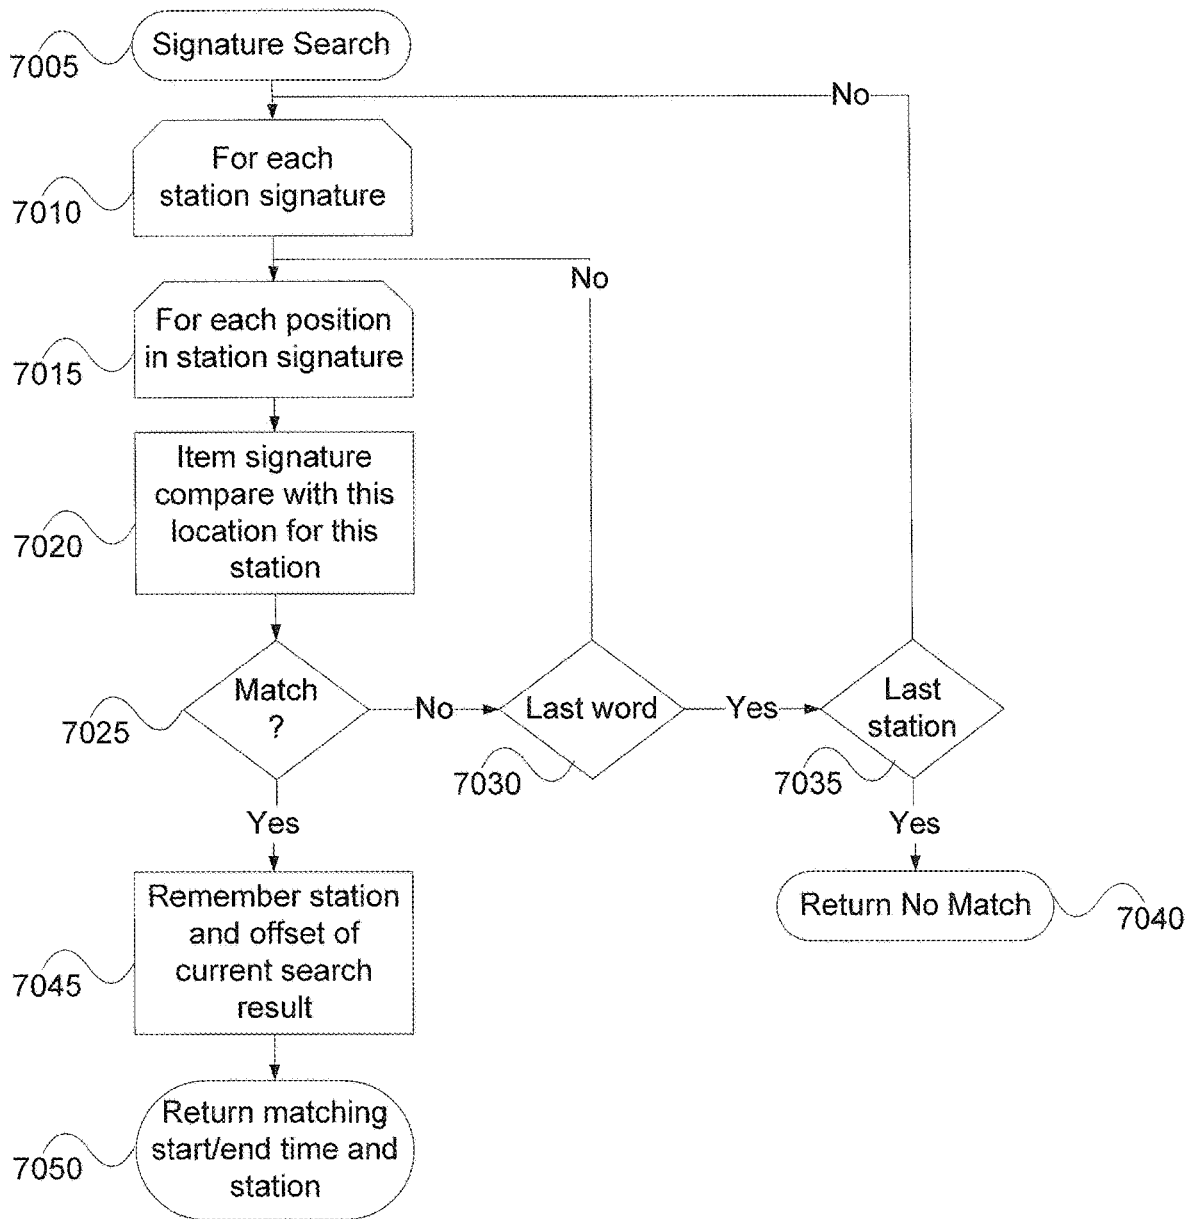 Signature Search
7005
No
For each
station signature
7010
No
For each position
in station signature
7015
Item signature
compare with this
location for this
station
7020
Match
?
7025
No
Last word
7030
Yes
Last
station
7035
Yes
Yes
Remember station
and offset of
current search
result
7045
Return No Match
7040
Return matching
start/end time and
station
7050